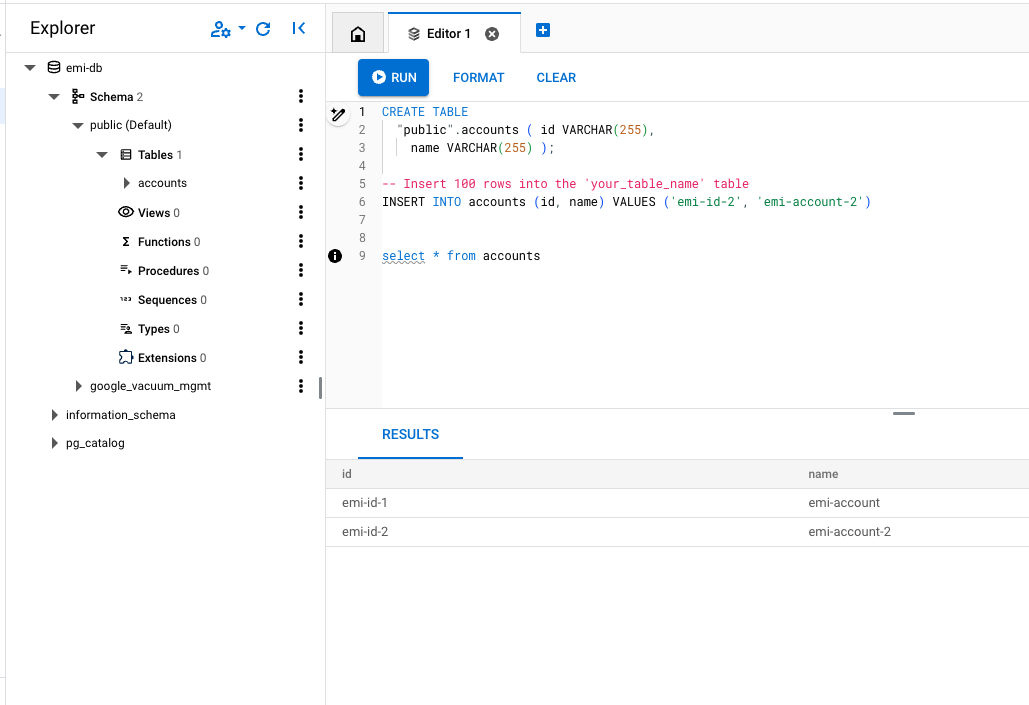 Explorer
emi-db
Schema 2
public (Default)
Tables 1
accounts
Views 0
Functions 0
Procedures 0
Sequences 0
Types 0
Extensions 0
google_vacuum_mgmt
information_schema
pg_catalog
Editor 1
RUN FORMAT CLEAR
1 CREATE TABLE
2 "public".accounts ( id VARCHAR(255),
3 name VARCHAR(255) );
4
5 -- Insert 100 rows into the 'your_table_name' table
6 INSERT INTO accounts (id, name) VALUES ('emi-id-2', 'emi-account-2')
7
8
9 select * from accounts
RESULTS
id name
emi-id-1 emi-account
emi-id-2 emi-account-2